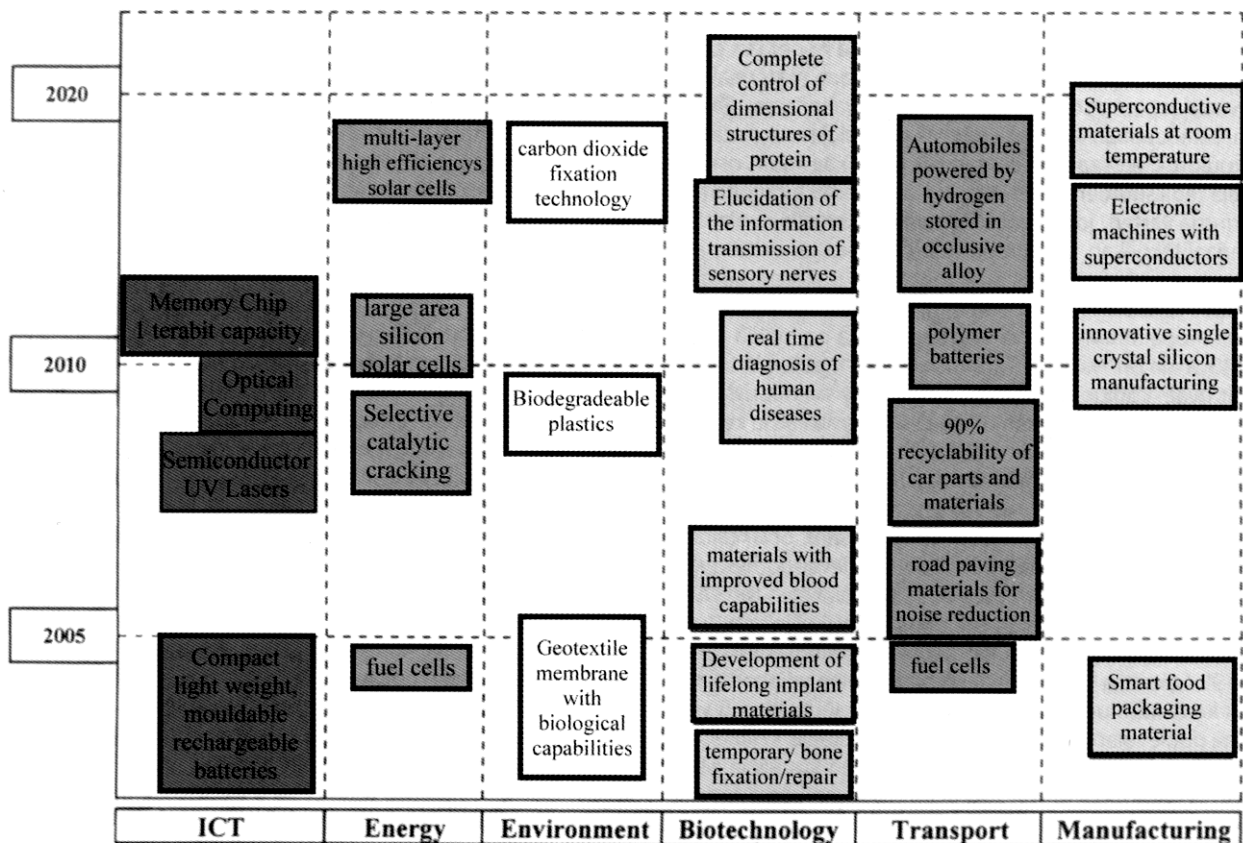 2020
2010
2005
Memory Chip
1 terabit capacity
Optical
Computing
Semiconductor
UV Lasers
Compact
light weight,
mouldable
rechargeable
batteries
multi-layer
high efficiencys
solar cells
large area
silicon
solar cells
Selective
catalytic
cracking
fuel cells
carbon dioxide
fixation
technology
Biodegradeable
plastics
Geotextile
membrane
with
biological
capabilities
Complete
control of
dimensional
structures of
protein
Elucidation of
the information
transmission of
sensory nerves
real time
diagnosis of
human
diseases
materials with
improved blood
capabilities
Development of
lifelong implant
materials
temporary bone
fixation/repair
Automobiles
powered by
hydrogen
stored in
occlusive
alloy
polymer
batteries
90%
recyclability of
car parts and
materials
road paving
materials for
noise reduction
fuel cells
Superconductive
materials at room
temperature
Electronic
machines with
superconductors
innovative single
crystal silicon
manufacturing
Smart food
packaging
material
ICT
Energy
Environment
Biotechnology
Transport
Manufacturing